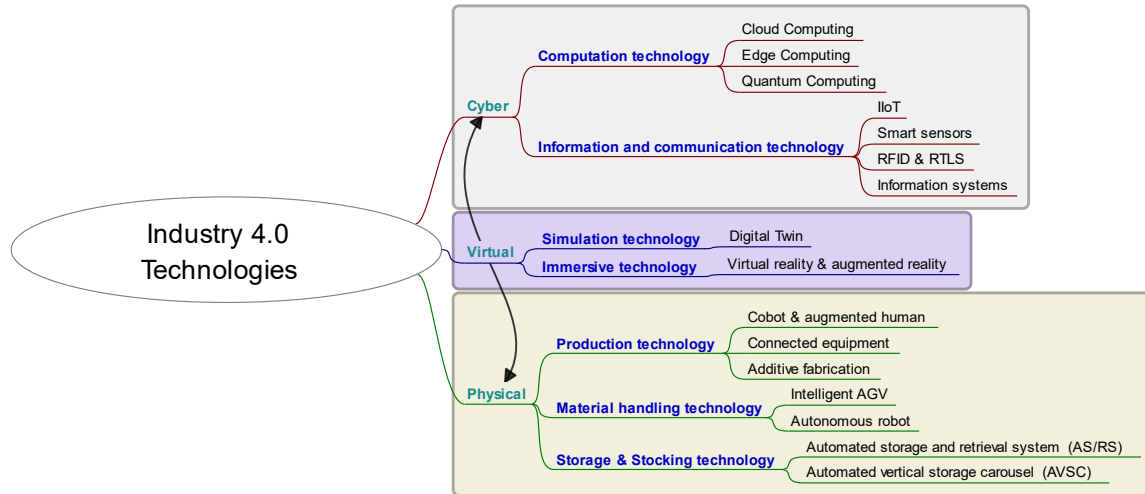 Industry 4.0
Technologies
Cyber
Computation technology
Cloud Computing
Edge Computing
Quantum Computing
Information and communication technology
IIoT
Smart sensors
RFID & RTLS
Information systems
Virtual
Simulation technology
Digital Twin
Immersive technology
Virtual reality & augmented reality
Physical
Production technology
Cobot & augmented human
Connected equipment
Additive fabrication
Material handling technology
Intelligent AGV
Autonomous robot
Storage & Stocking technology
Automated storage and retrieval system (AS/RS)
Automated vertical storage carousel (AVSC)